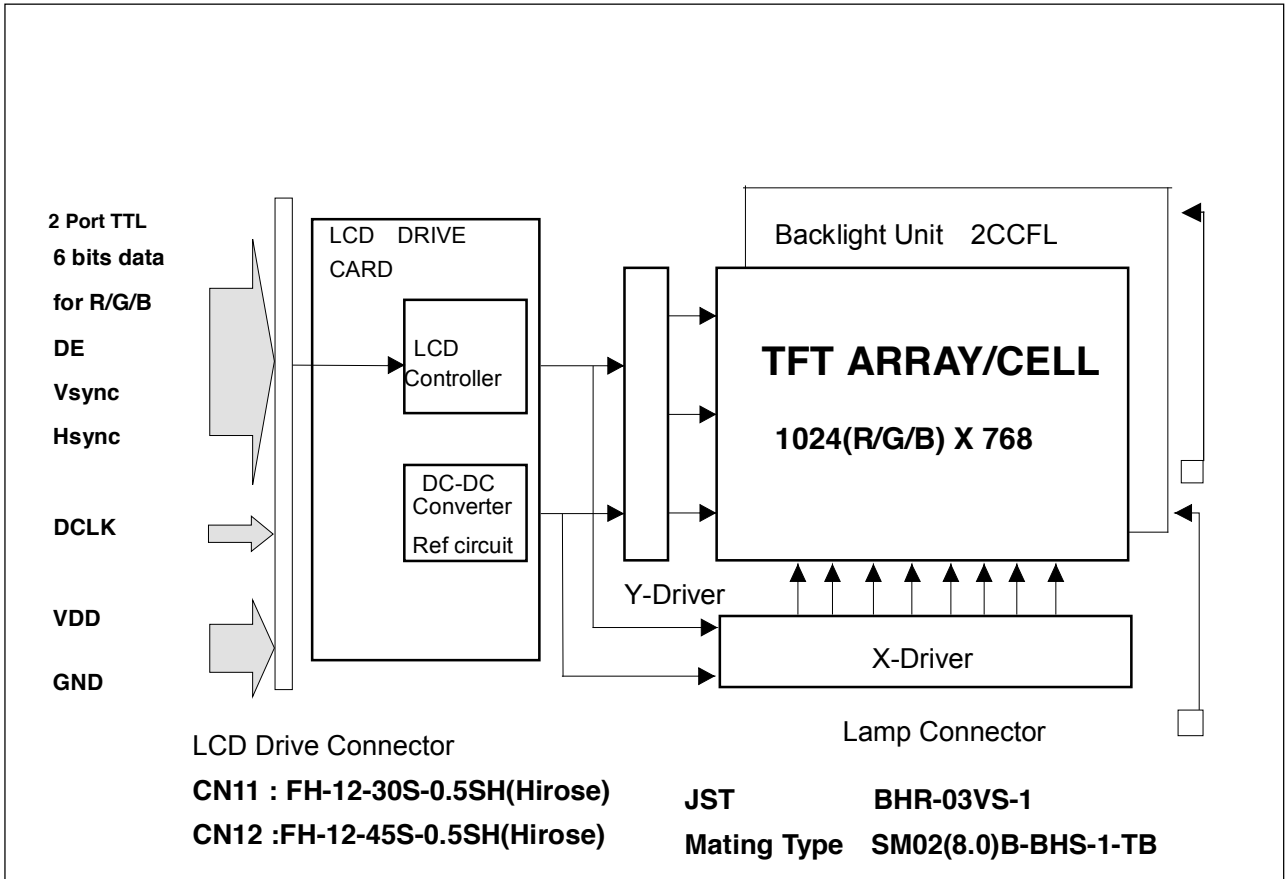 2 Port TTL
6 bits data
for R/G/B
DE
Vsync
Hsync
DCLK
VDD
GND
LCD DRIVE
CARD
LCD
Controller
DC-DC
Converter
Ref circuit
Y-Driver
Backlight Unit 2CCFL
TFT ARRAY/CELL
1024(R/G/B) X 768
X-Driver
LCD Drive Connector
CN11 : FH-12-30S-0.5SH(Hirose)
CN12 :FH-12-45S-0.5SH(Hirose)
Lamp Connector
JST BHR-03VS-1
Mating Type SM02(8.0)B-BHS-1-TB